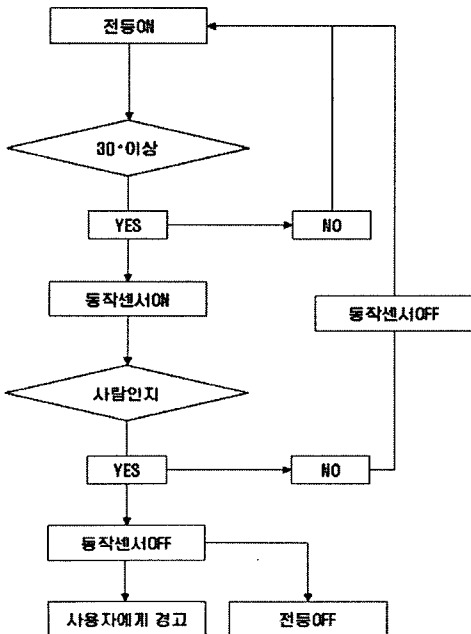 전등ON
30°이상
YES
NO
동작센서ON
동작센서OFF
사람인지
YES
NO
동작센서OFF
사용자에게 경고
전등OFF